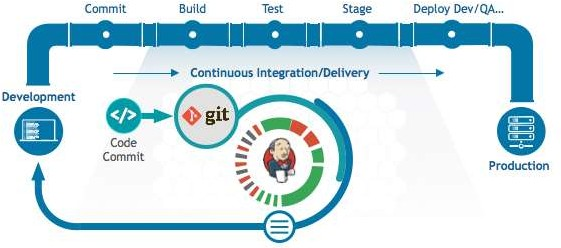 Commit
Build
Test
Stage
Deploy Dev/QA...
Continuous Integration/Delivery
Development
</>
git
Code
Commit
Production